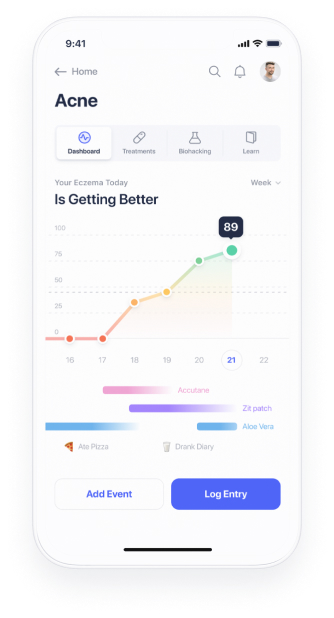 9:41
Home
Acne
Dashboard Treatments Biohacking Learn
Your Eczema Today Week
Is Getting Better
89
100
75
50
25
0
16 17 18 19 20 21 22
Accutane
Zit patch
Aloe Vera
Ate Pizza Drank Diary
Add Event Log Entry